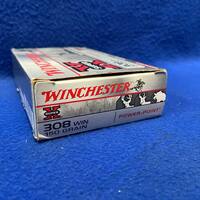 WINCHESTER
X
308 WIN
150 GRAIN
POWER-POINT